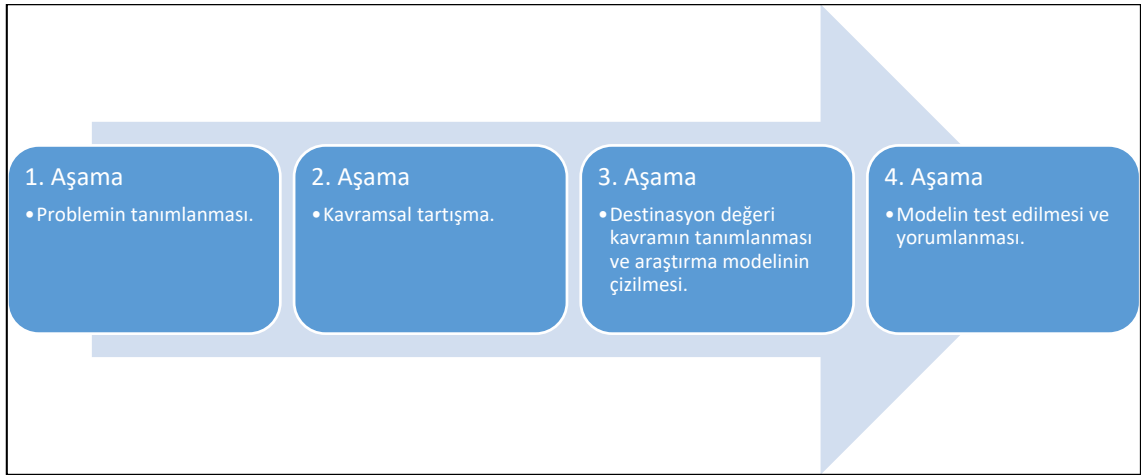 1. Aşama
•Problemin tanımlanması.
2. Aşama
•Kavramsal tartışma.
3. Aşama
•Destinasyon değeri
kavramın tanımlanması
ve araştırma modelinin
çizilmesi.
4. Aşama
•Modelin test edilmesi ve
yorumlanması.